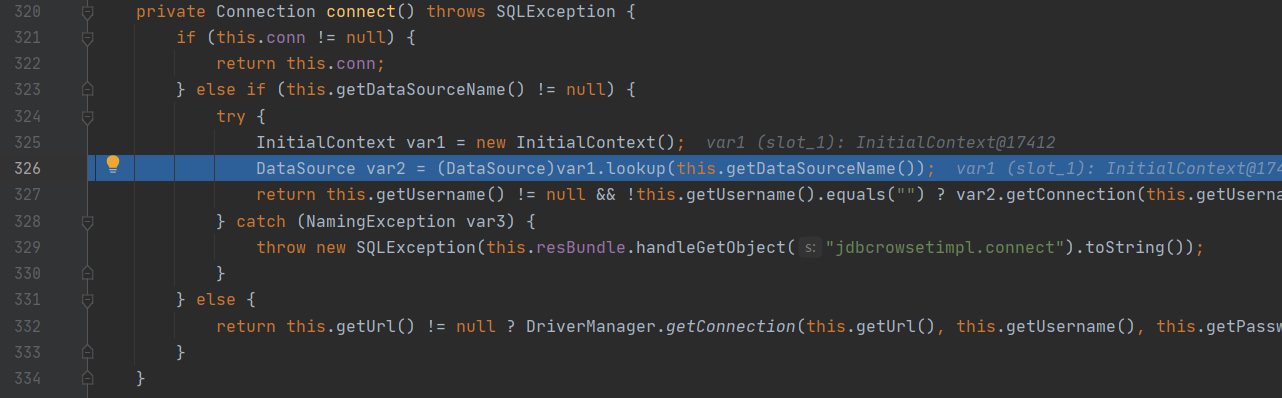 320 private Connection connect() throws SQLException {
321 if (this.conn != null) {
322 return this.conn;
323 } else if (this.getDataSourceName() != null) {
324 try {
325 InitialContext var1 = new InitialContext(); var1 (slot_1): InitialContext@17412
326 DataSource var2 = (DataSource)var1.lookup(this.getDataSourceName()); var1 (slot_1): InitialContext@174
327 return this.getUsername() != null && !this.getUsername().equals("") ? var2.getConnection(this.getUserna
328 } catch (NamingException var3) {
329 throw new SQLException(this.resBundle.handleGetObject( s: "jdbcrowsetimpl.connect").toString());
330 }
331 } else {
332 return this.getUrl() != null ? DriverManager.getConnection(this.getUrl(), this.getUsername(), this.getPassw
333 }
334 }